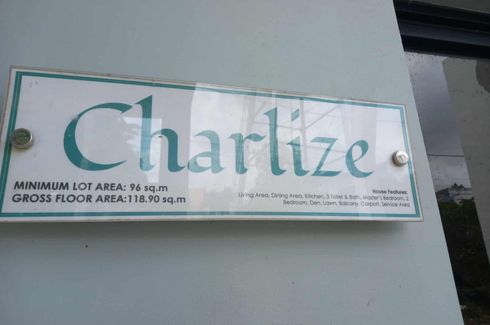 Charlize
MINIMUM LOT AREA: 96 sq.m
GROSS FLOOR AREA:118.90 sq.m
House Features:
Living Area, Dining Area, Kitchen, 3 Toilet & Bath, Master's Bedroom, 2
Bedroom, Den, Lawn, Balcony, Carport, Service Area